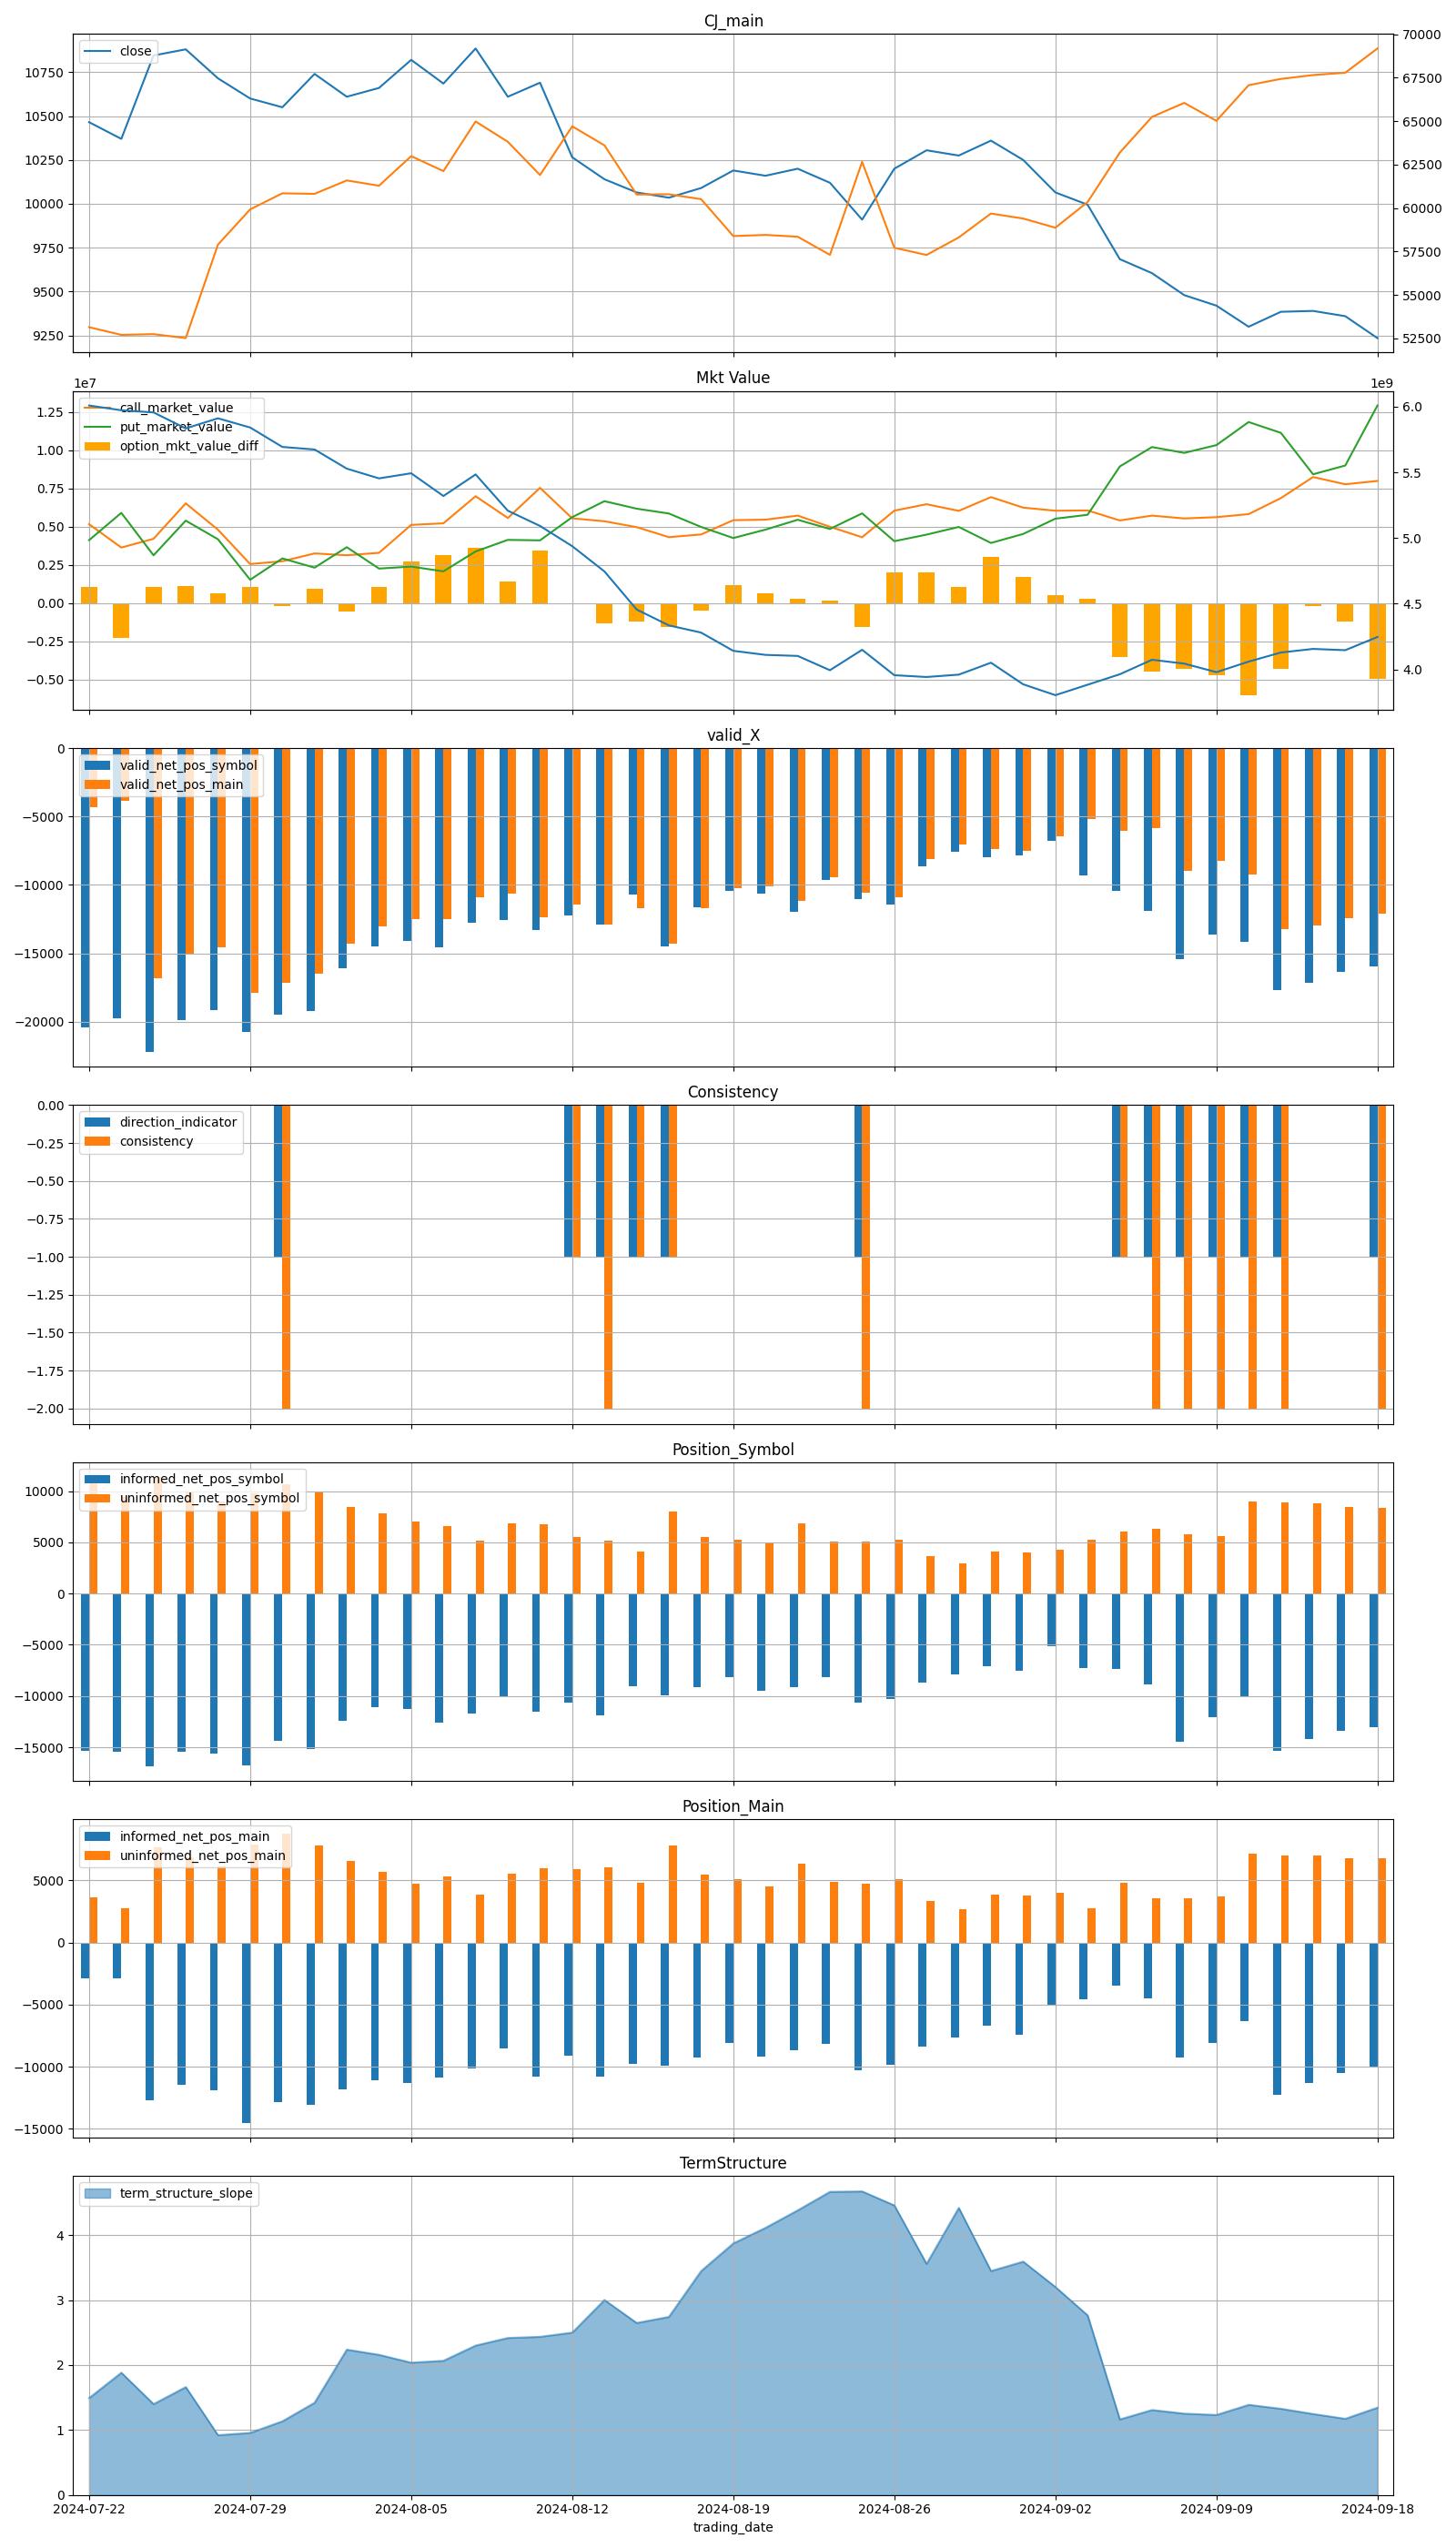 CJ_main
close
10750
10500
10250
10000
9750
9500
9250
70000
67500
65000
62500
60000
57500
55000
52500
Mkt Value
1e7
1e9
call_market_value
put_market_value
option_mkt_value_diff
1.25
1.00
0.75
0.50
0.25
0.00
−0.25
−0.50
6.0
5.5
5.0
4.5
4.0
valid_X
valid_net_pos_symbol
valid_net_pos_main
0
−5000
−10000
−15000
−20000
Consistency
direction_indicator
consistency
0.00
−0.25
−0.50
−0.75
−1.00
−1.25
−1.50
−1.75
−2.00
Position_Symbol
informed_net_pos_symbol
uninformed_net_pos_symbol
10000
5000
0
−5000
−10000
−15000
Position_Main
informed_net_pos_main
uninformed_net_pos_main
5000
0
−5000
−10000
−15000
TermStructure
term_structure_slope
4
3
2
1
0
2024-07-22
2024-07-29
2024-08-05
2024-08-12
2024-08-19
2024-08-26
2024-09-02
2024-09-09
2024-09-18
trading_date